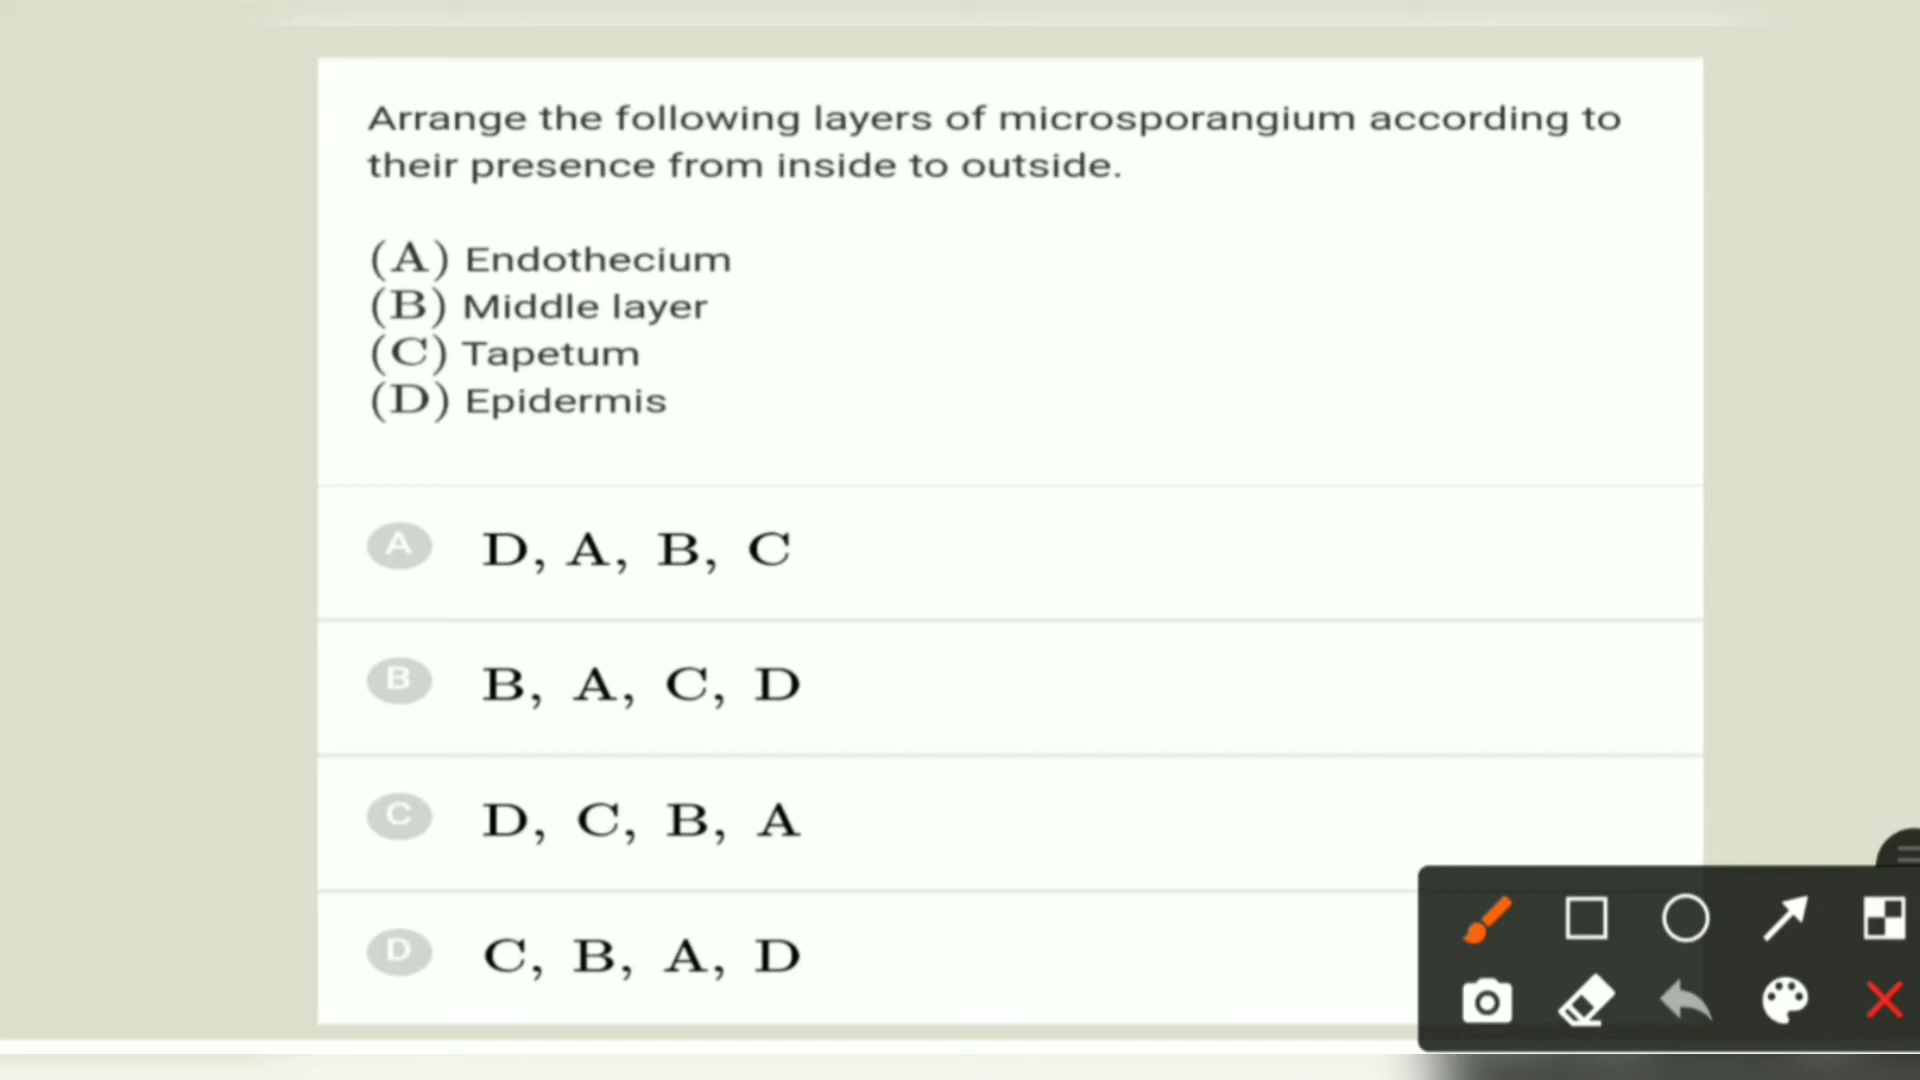 Arrange the following layers of microsporangium according to
their presence from inside to outside.
(A) Endothecium
(B) Middle layer
(C) Tapetum
(D) Epidermis
A D, A, B, C
B B, A, C, D
C D, C, B, A
D C, B, A, D